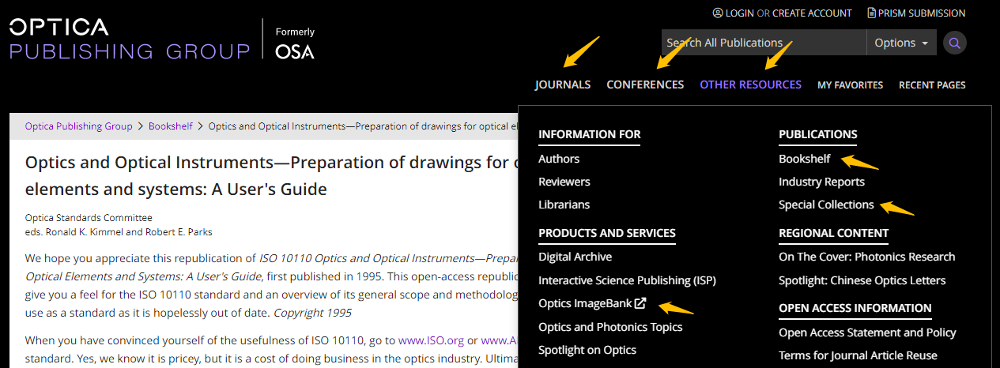 LOGIN OR CREATE ACCOUNT PRISM SUBMISSION
OPTICA
PUBLISHING GROUP
Formerly
OSA
Search All Publications Options
JOURNALS CONFERENCES OTHER RESOURCES MY FAVORITES RECENT PAGES
Optica Publishing Group > Bookshelf > Optics and Optical Instruments—Preparation of drawings for optical el
Optics and Optical Instruments—Preparation of drawings for o
elements and systems: A User's Guide
Optica Standards Committee
eds. Ronald K. Kimmel and Robert E. Parks
We hope you appreciate this republication of ISO 10110 Optics and Optical Instruments—Prepar
Optical Elements and Systems: A User's Guide, first published in 1995. This open-access republic
give you a feel for the ISO 10110 standard and an overview of its general scope and methodolog
use as a standard as it is hopelessly out of date. Copyright 1995
When you have convinced yourself of the usefulness of ISO 10110, go to www.ISO.org or www.A
standard. Yes, we know it is pricey, but it is a cost of doing business in the optics industry. Ultima
INFORMATION FOR
Authors
Reviewers
Librarians
PRODUCTS AND SERVICES
Digital Archive
Interactive Science Publishing (ISP)
Optics ImageBank
Optics and Photonics Topics
Spotlight on Optics
PUBLICATIONS
Bookshelf
Industry Reports
Special Collections
REGIONAL CONTENT
On The Cover: Photonics Research
Spotlight: Chinese Optics Letters
OPEN ACCESS INFORMATION
Open Access Statement and Policy
Terms for Journal Article Reuse